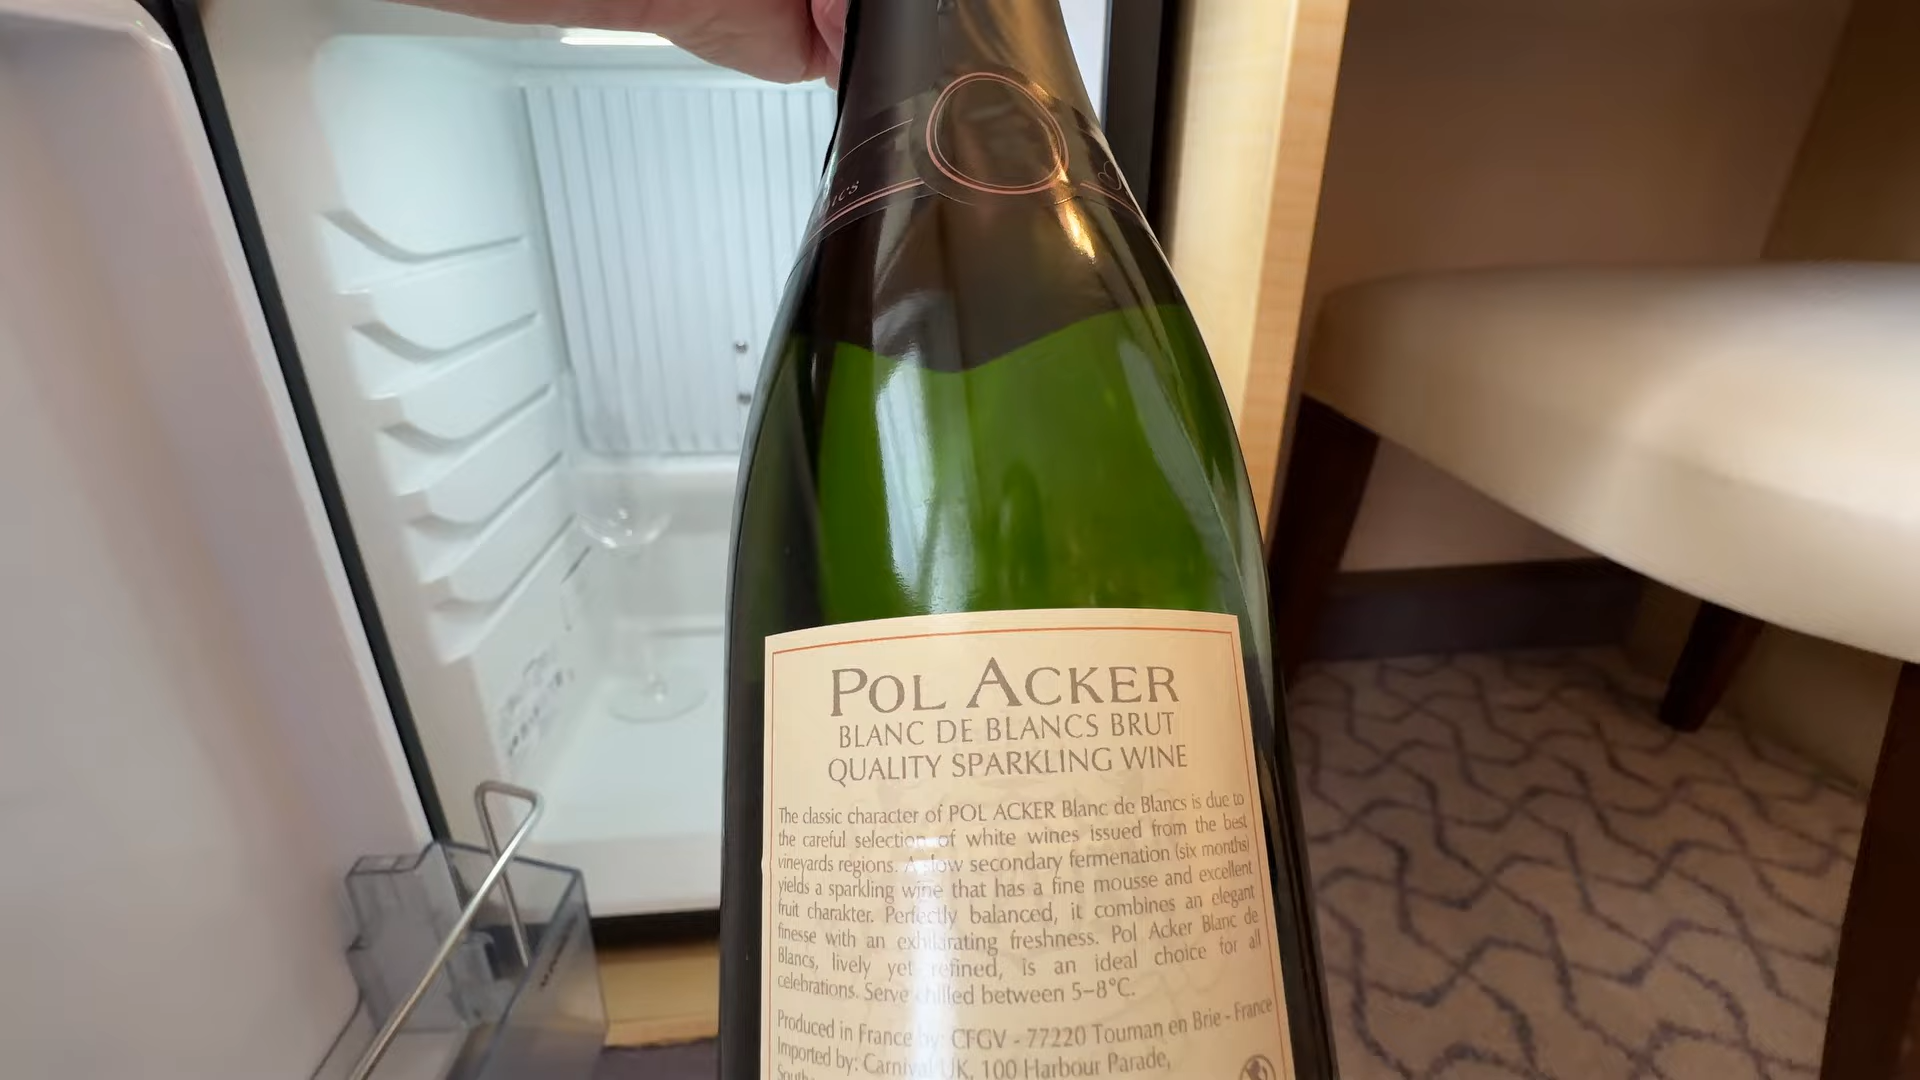 POL ACKER
BLANC DE BLANCS BRUT
QUALITY SPARKLING WINE
The classic character of POL ACKER Blanc de Blancs is due to
the careful selection of white wines issued from the best
vineyards regions. A slow secondary fermenation (six months)
yields a sparkling wine that has a fine mousse and excellent
fruit charakter. Perfectly balanced, it combines an elegant
finesse with an exhilarating freshness. Pol Acker Blanc de
Blancs, lively yet refined, is an ideal choice for all
celebrations. Serve chilled between 5–8°C.
Produced in France by: CFGV - 77220 Touman en Brie - France
Imported by: Carnival UK, 100 Harbour Parade,